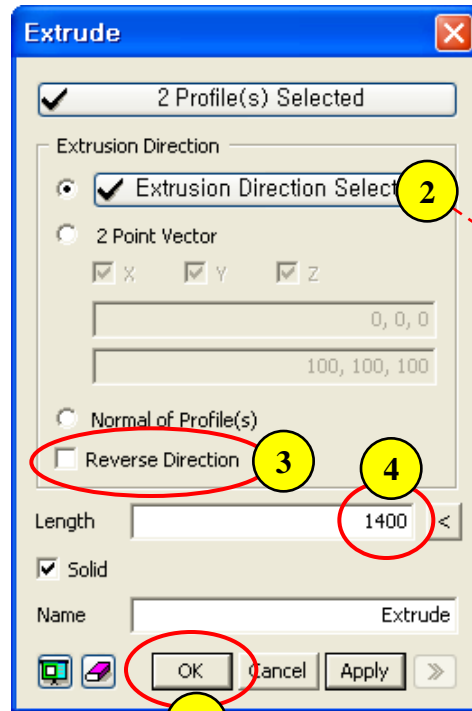 Extrude
2 Profile(s) Selected
Extrusion Direction
Extrusion Direction Select 2
2 Point Vector
X Y Z
0, 0, 0
100, 100, 100
Normal of Profile(s)
Reverse Direction 3
4
Length 1400 <
Solid
Name Extrude
OK Cancel Apply